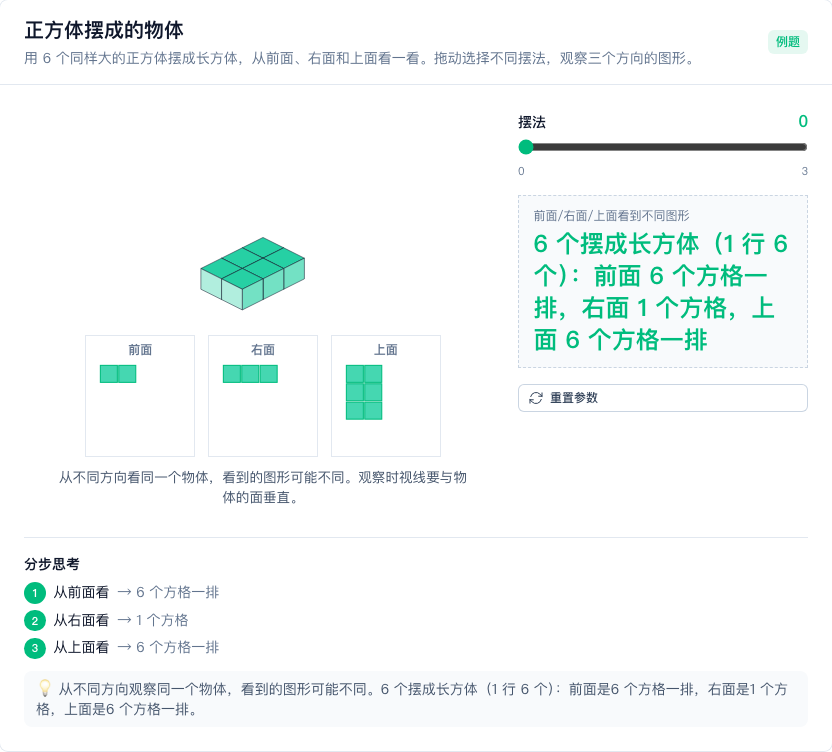 正方体摆成的物体
用 6 个同样大的正方体摆成长方体，从前面、右面和上面看一看。拖动选择不同摆法，观察三个方向的图形。
例题
摆法
0
0
3
前面/右面/上面看到不同图形
6 个摆成长方体（1 行 6
个）：前面 6 个方格一
排，右面 1 个方格，上
面 6 个方格一排
重置参数
前面
右面
上面
从不同方向看同一个物体，看到的图形可能不同。观察时视线要与物
体的面垂直。
分步思考
1 从前面看 → 6 个方格一排
2 从右面看 → 1 个方格
3 从上面看 → 6 个方格一排
💡 从不同方向观察同一个物体，看到的图形可能不同。6 个摆成长方体（1 行 6 个）：前面是6 个方格一排，右面是1 个方
格，上面是6 个方格一排。